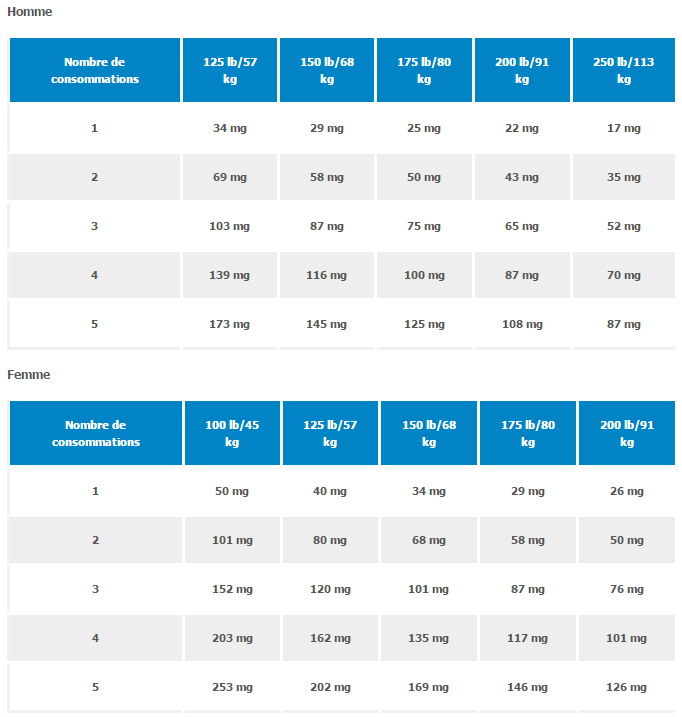 Homme
Nombre de consommations 125 lb/57 kg 150 lb/68 kg 175 lb/80 kg 200 lb/91 kg 250 lb/113 kg
1 34 mg 29 mg 25 mg 22 mg 17 mg
2 69 mg 58 mg 50 mg 43 mg 35 mg
3 103 mg 87 mg 75 mg 65 mg 52 mg
4 139 mg 116 mg 100 mg 87 mg 70 mg
5 173 mg 145 mg 125 mg 108 mg 87 mg
Femme
Nombre de consommations 100 lb/45 kg 125 lb/57 kg 150 lb/68 kg 175 lb/80 kg 200 lb/91 kg
1 50 mg 40 mg 34 mg 29 mg 26 mg
2 101 mg 80 mg 68 mg 58 mg 50 mg
3 152 mg 120 mg 101 mg 87 mg 76 mg
4 203 mg 162 mg 135 mg 117 mg 101 mg
5 253 mg 202 mg 169 mg 146 mg 126 mg